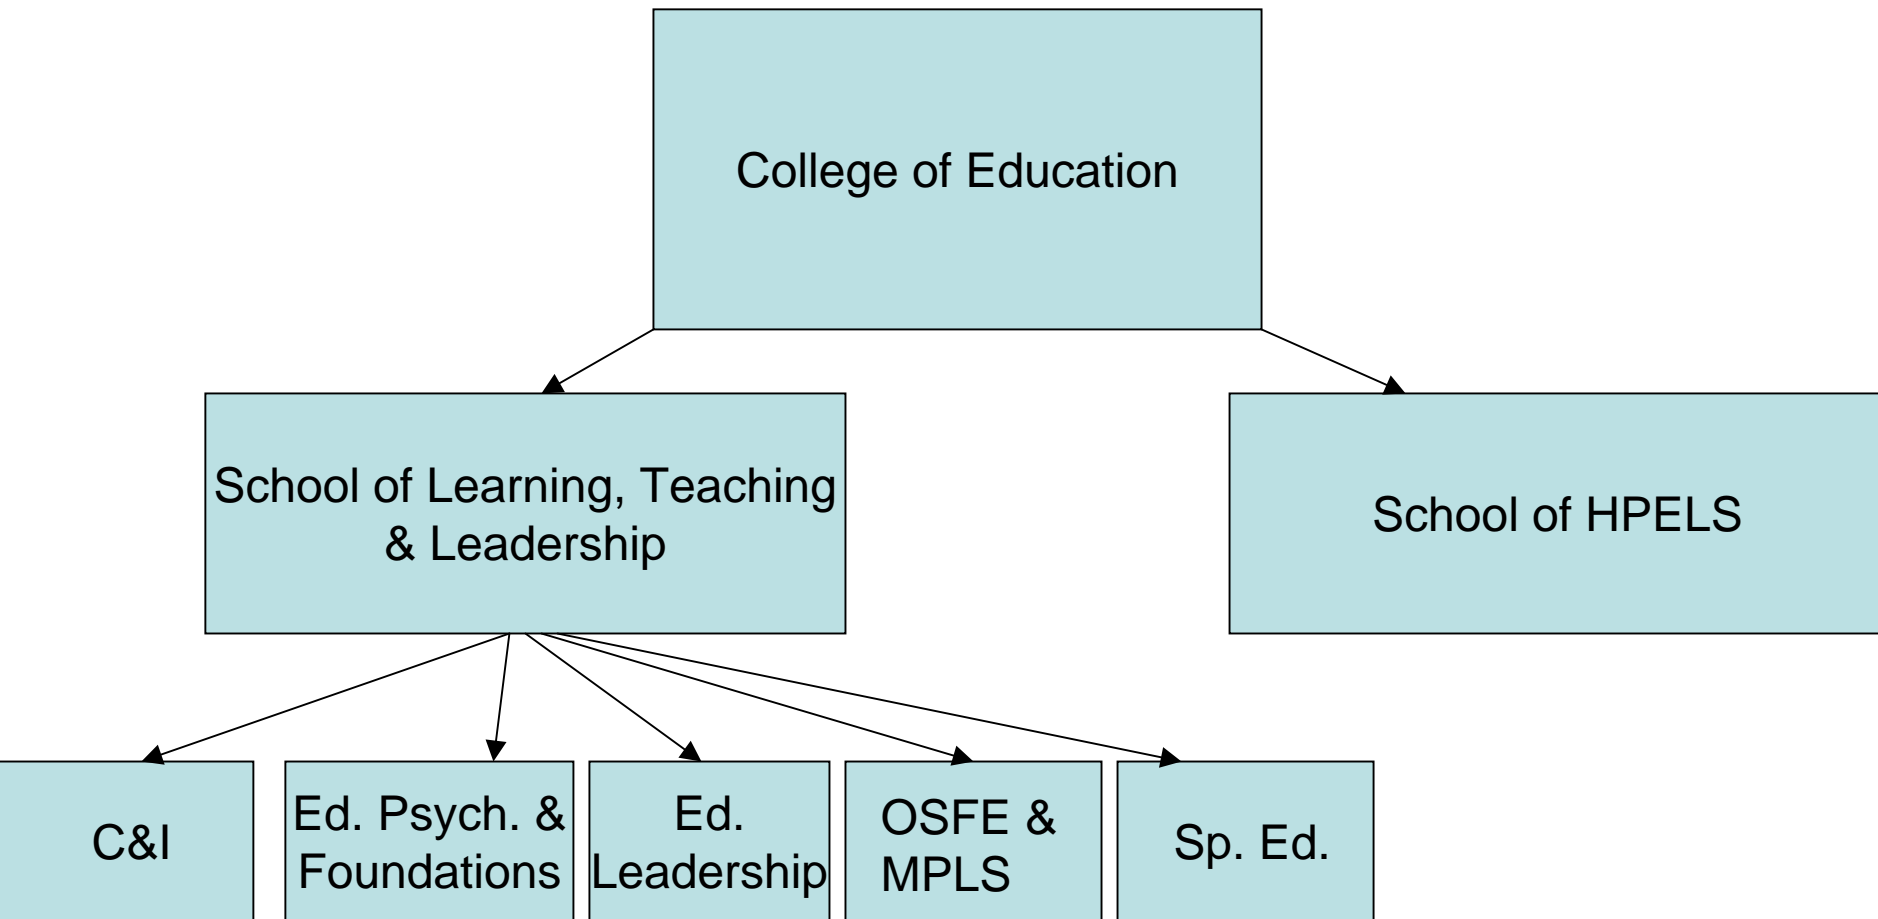 College of Education
School of Learning, Teaching
& Leadership
School of HPELS
C&I
Ed. Psych. &
Foundations
Ed.
Leadership
OSFE &
MPLS
Sp. Ed.